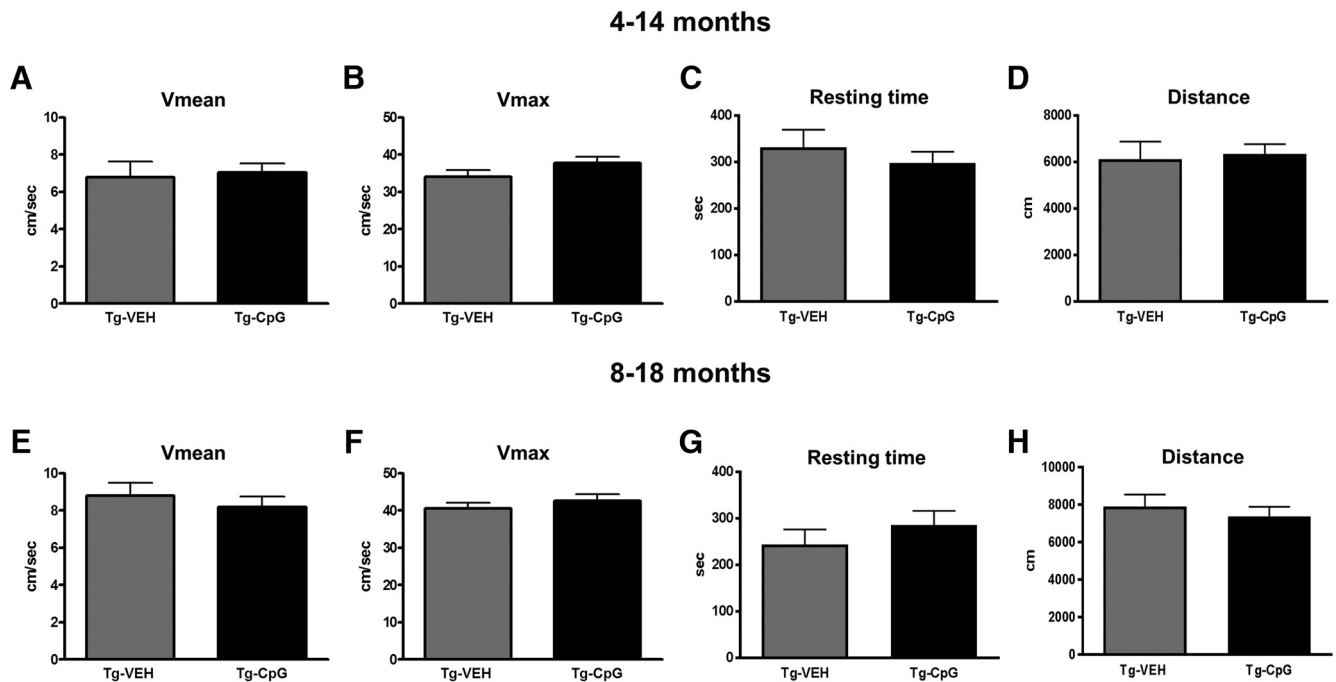 4-14 months
A B C D
Vmean Vmax Resting time Distance
10 50 400 8000
8 40 300 6000
6 30 200 4000
4 20 100 2000
2 10 0 0
0 0
cm/sec cm/sec sec cm
Tg-VEH Tg-CpG Tg-VEH Tg-CpG Tg-VEH Tg-CpG Tg-VEH Tg-CpG
8-18 months
E F G H
Vmean Vmax Resting time Distance
10 50 400 10000
8 40 300 8000
6 30 200 6000
4 20 100 4000
2 10 0 2000
0 0 0
cm/sec cm/sec sec cm
Tg-VEH Tg-CpG Tg-VEH Tg-CpG Tg-VEH Tg-CpG Tg-VEH Tg-CpG